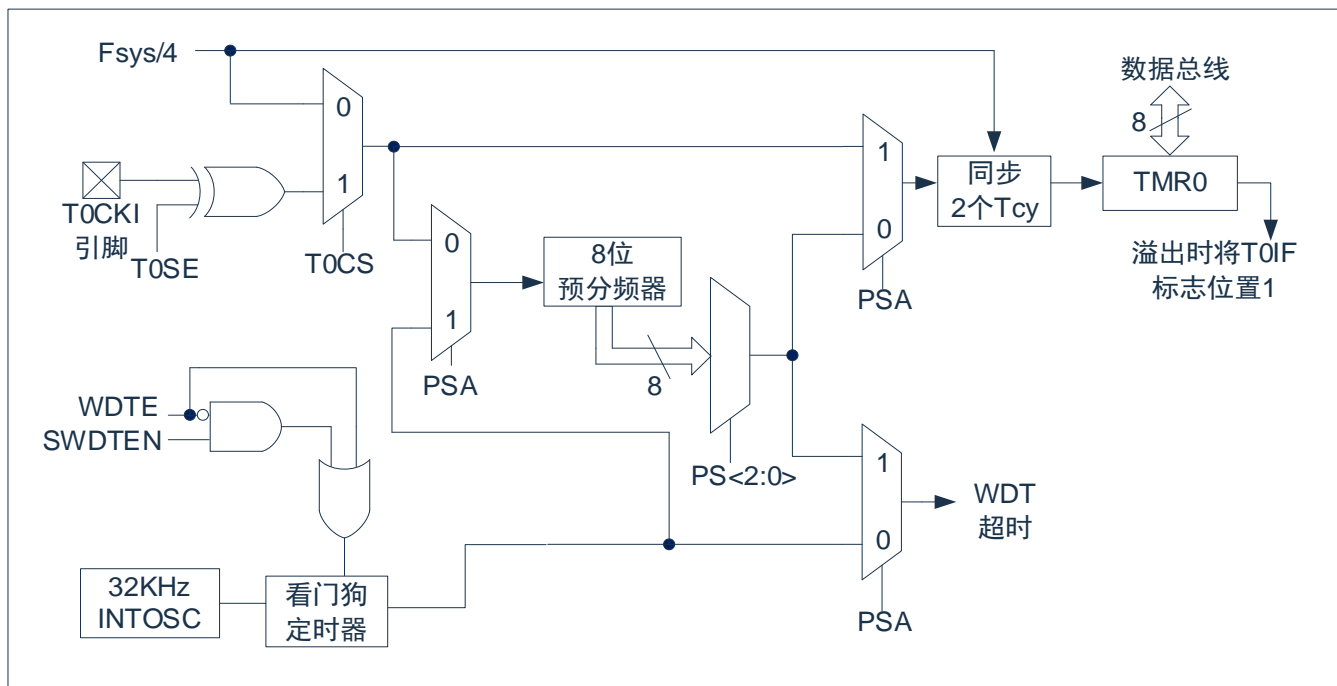 Fsys/4
数据总线
0
8
1
1
同步
2个Tcy
TMR0
T0CKI
引脚
T0SE
T0CS
0
8位
预分频器
0
溢出时将T0IF
标志位置1
PSA
1
8
PSA
WDTE
SWDTEN
PS<2:0>
1
WDT
超时
0
32KHz
INTOSC
看门狗
定时器
PSA